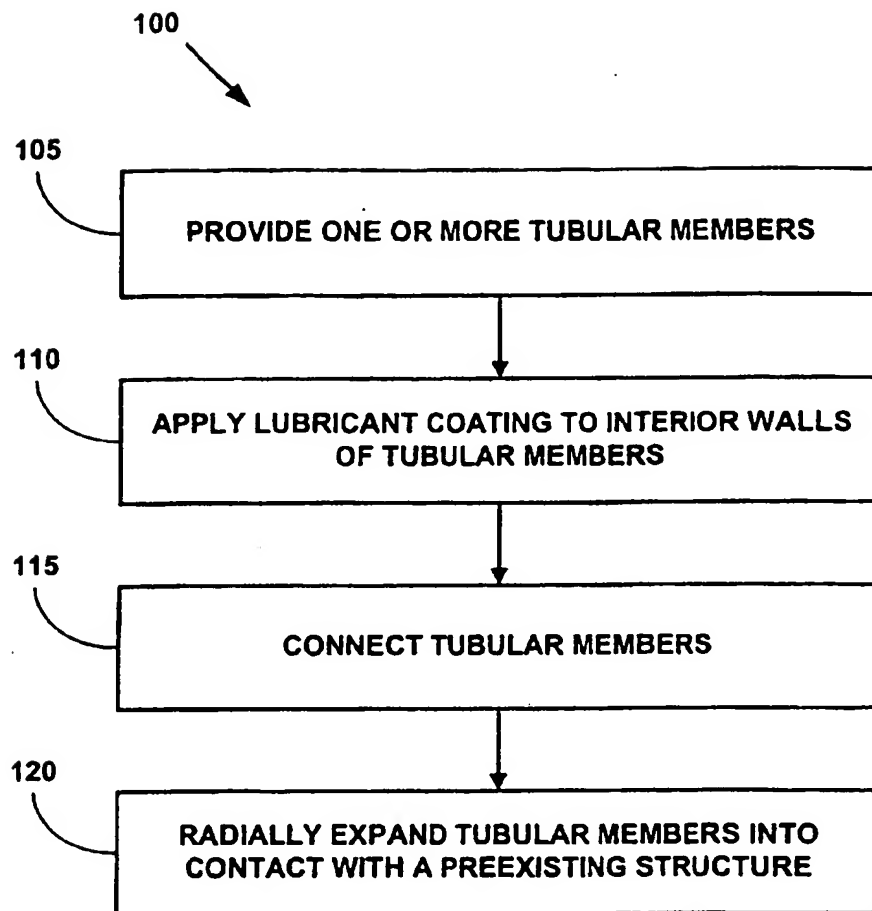 100
105
PROVIDE ONE OR MORE TUBULAR MEMBERS
110
APPLY LUBRICANT COATING TO INTERIOR WALLS
OF TUBULAR MEMBERS
115
CONNECT TUBULAR MEMBERS
120
RADIALLY EXPAND TUBULAR MEMBERS INTO
CONTACT WITH A PREEXISTING STRUCTURE